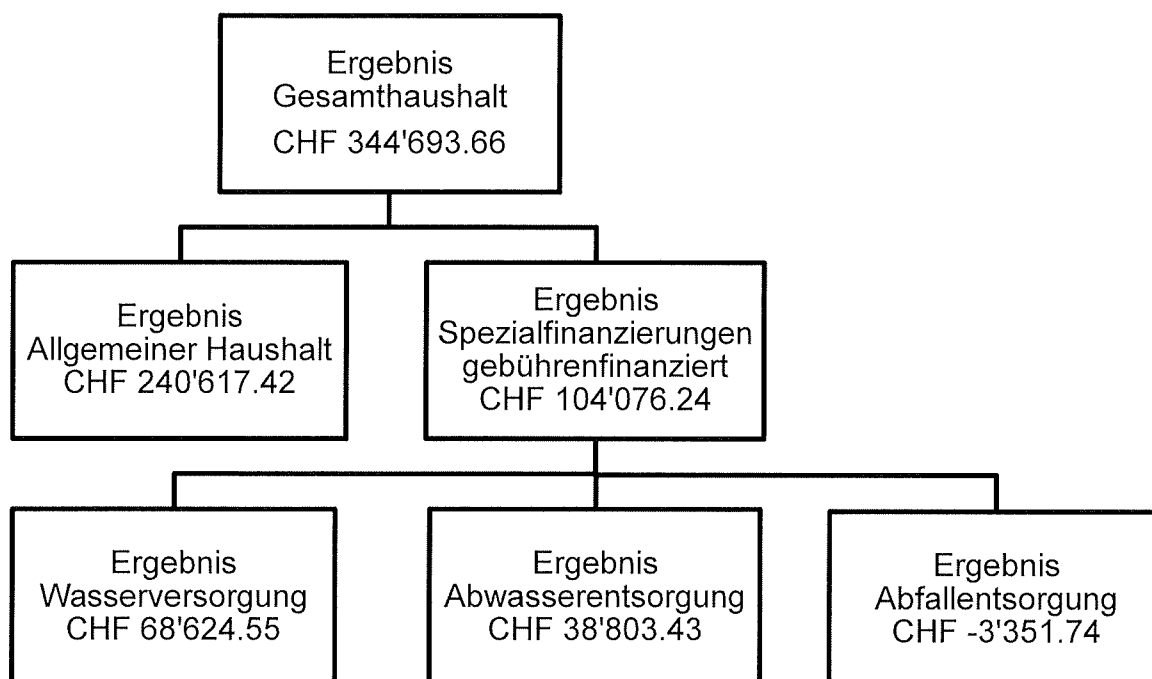 Ergebnis
Gesamthaushalt
CHF 344'693.66
Ergebnis
Allgemeiner Haushalt
CHF 240'617.42
Ergebnis
Spezialfinanzierungen
gebührenfinanziert
CHF 104'076.24
Ergebnis
Wasserversorgung
CHF 68'624.55
Ergebnis
Abwasserentsorgung
CHF 38'803.43
Ergebnis
Abfallentsorgung
CHF -3'351.74